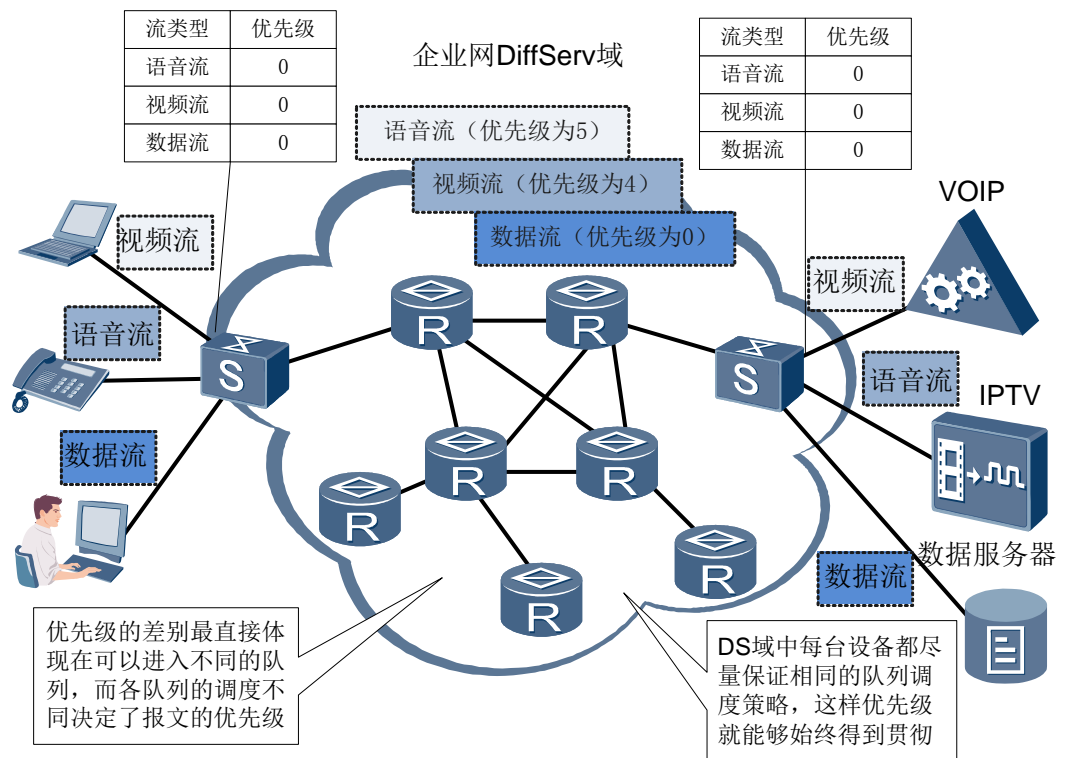 流类型 优先级
语音流 0
视频流 0
数据流 0
企业网DiffServ域
流类型 优先级
语音流 0
视频流 0
数据流 0
语音流（优先级为5）
视频流（优先级为4）
数据流（优先级为0）
VOIP
视频流
视频流
语音流
语音流
IPTV
数据流
数据服务器
数据流
S
S
R
R
R
R
R
R
R
优先级的差别最直接体
现在可以进入不同的队
列，而各队列的调度不
同决定了报文的优先级
DS域中每台设备都尽
量保证相同的队列调
度策略，这样优先级
就能够始终得到贯彻